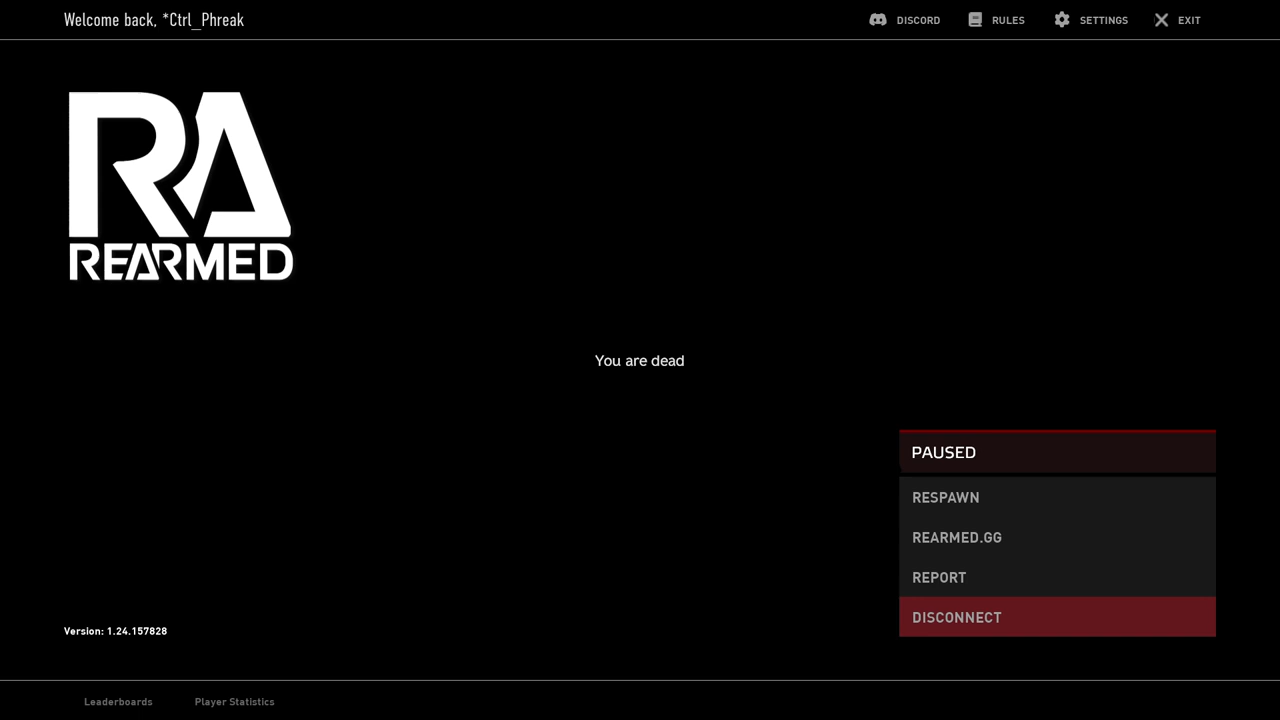 Welcome back, *Ctrl_Phreak
DISCORD
RULES
SETTINGS
EXIT
RA
REARMED
You are dead
PAUSED
RESPAWN
REARMED.GG
REPORT
DISCONNECT
Version: 1.24.157828
Leaderboards
Player Statistics